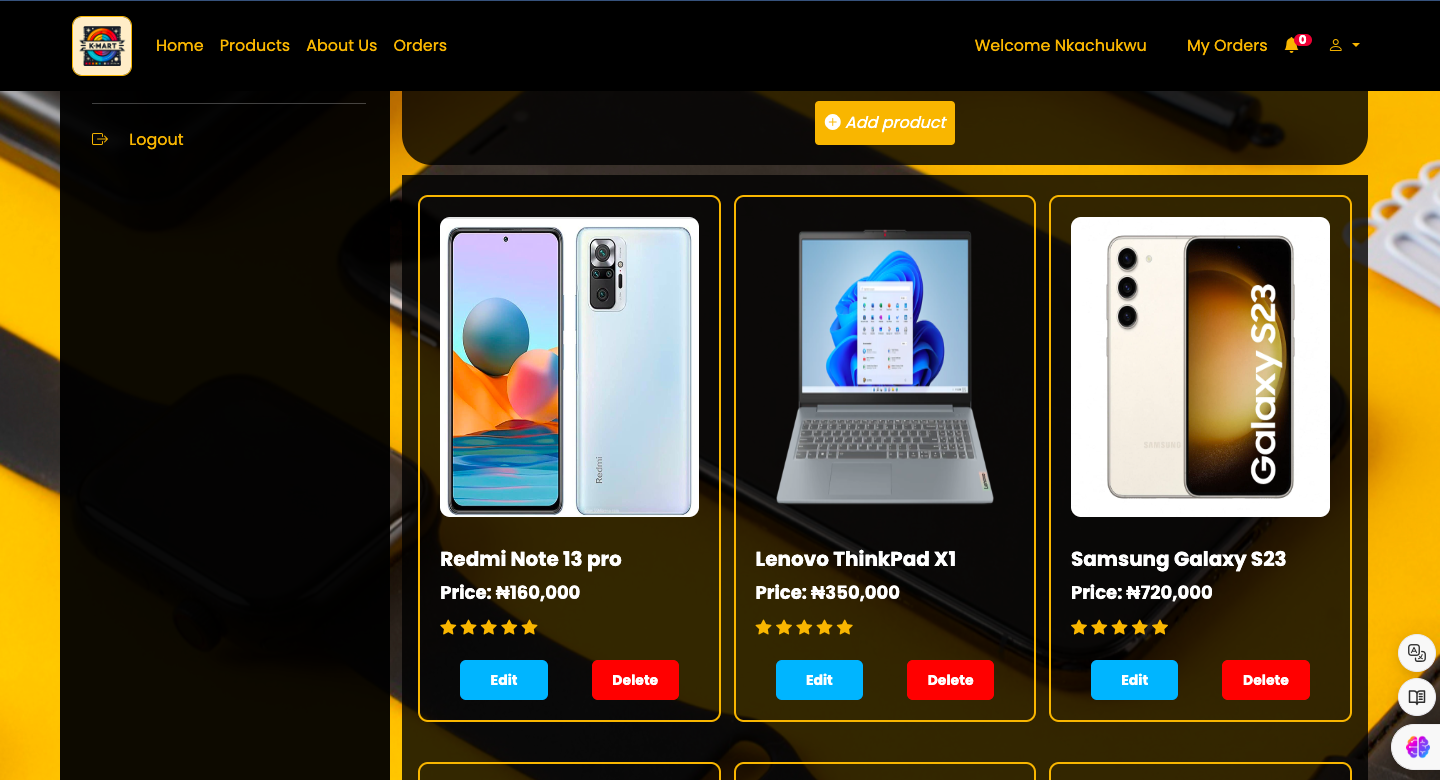 K-MART
Home Products About Us Orders
Welcome Nkachukwu My Orders 0
Logout
Add product
Redmi
Galaxy S23
SAMSUNG
Lenovo
Redmi Note 13 pro
Price: ₦160,000
Edit Delete
Lenovo ThinkPad X1
Price: ₦350,000
Edit Delete
Samsung Galaxy S23
Price: ₦720,000
Edit Delete